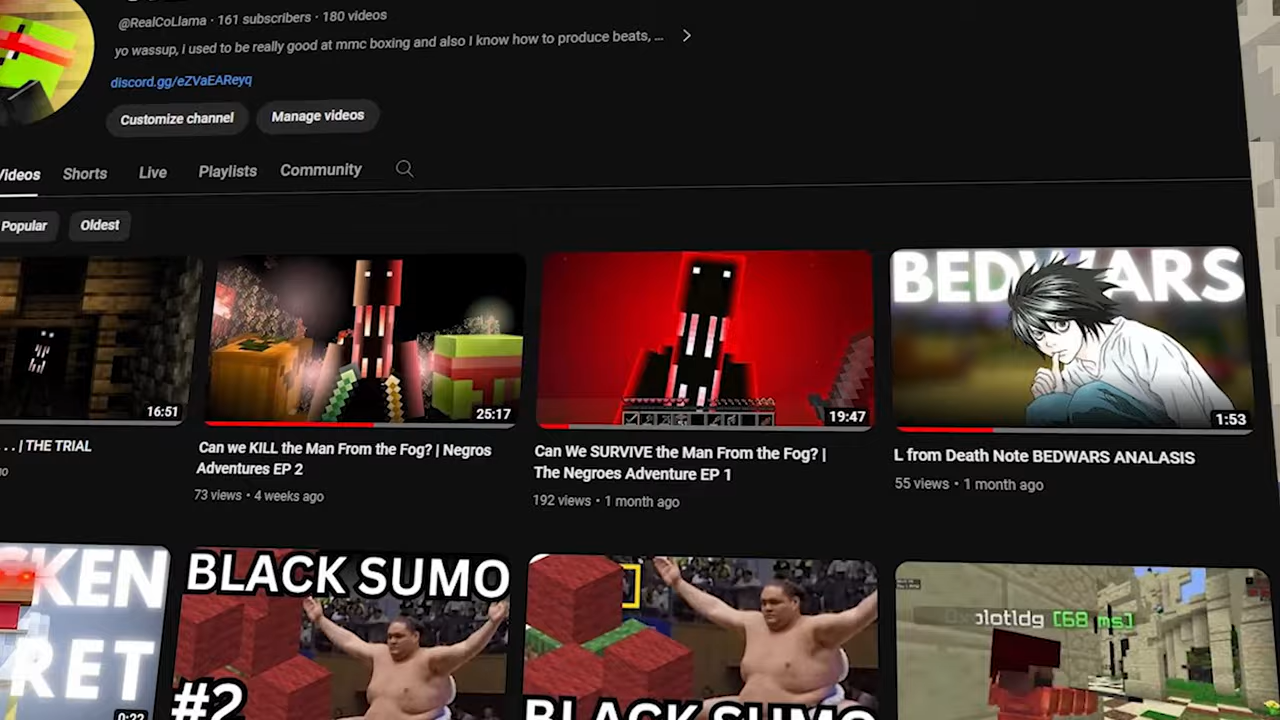 @RealCoLlama · 161 subscribers · 180 videos
yo wassup, i used to be really good at mmc boxing and also I know how to produce beats, ...
discord.gg/eZVaEAReyq
Customize channel
Manage videos
Videos
Shorts
Live
Playlists
Community
Popular
Oldest
BEDWARS
16:51
25:17
19:47
1:53
. . . | THE TRIAL
Can we KILL the Man From the Fog? | Negros
Adventures EP 2
73 views • 4 weeks ago
Can We SURVIVE the Man From the Fog? |
The Negroes Adventure EP 1
192 views • 1 month ago
L from Death Note BEDWARS ANALASIS
55 views • 1 month ago
CKEN
RET
0:22
BLACK SUMO
#2
BLACK SUMO
olotldg [68 ms]